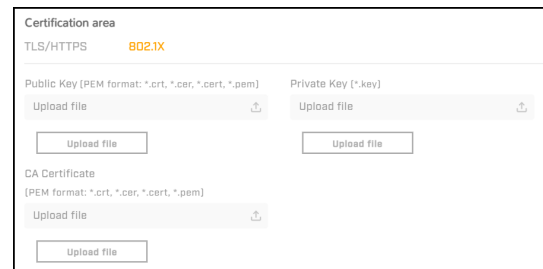 Certification area
TLS/HTTPS 802.1X
Public Key (PEM format: *.crt, *.cer, *.cert, *.pem) Private Key (*.key)
Upload file Upload file
Upload file Upload file
CA Certificate
(PEM format: *.crt, *.cer, *.cert, *.pem)
Upload file
Upload file